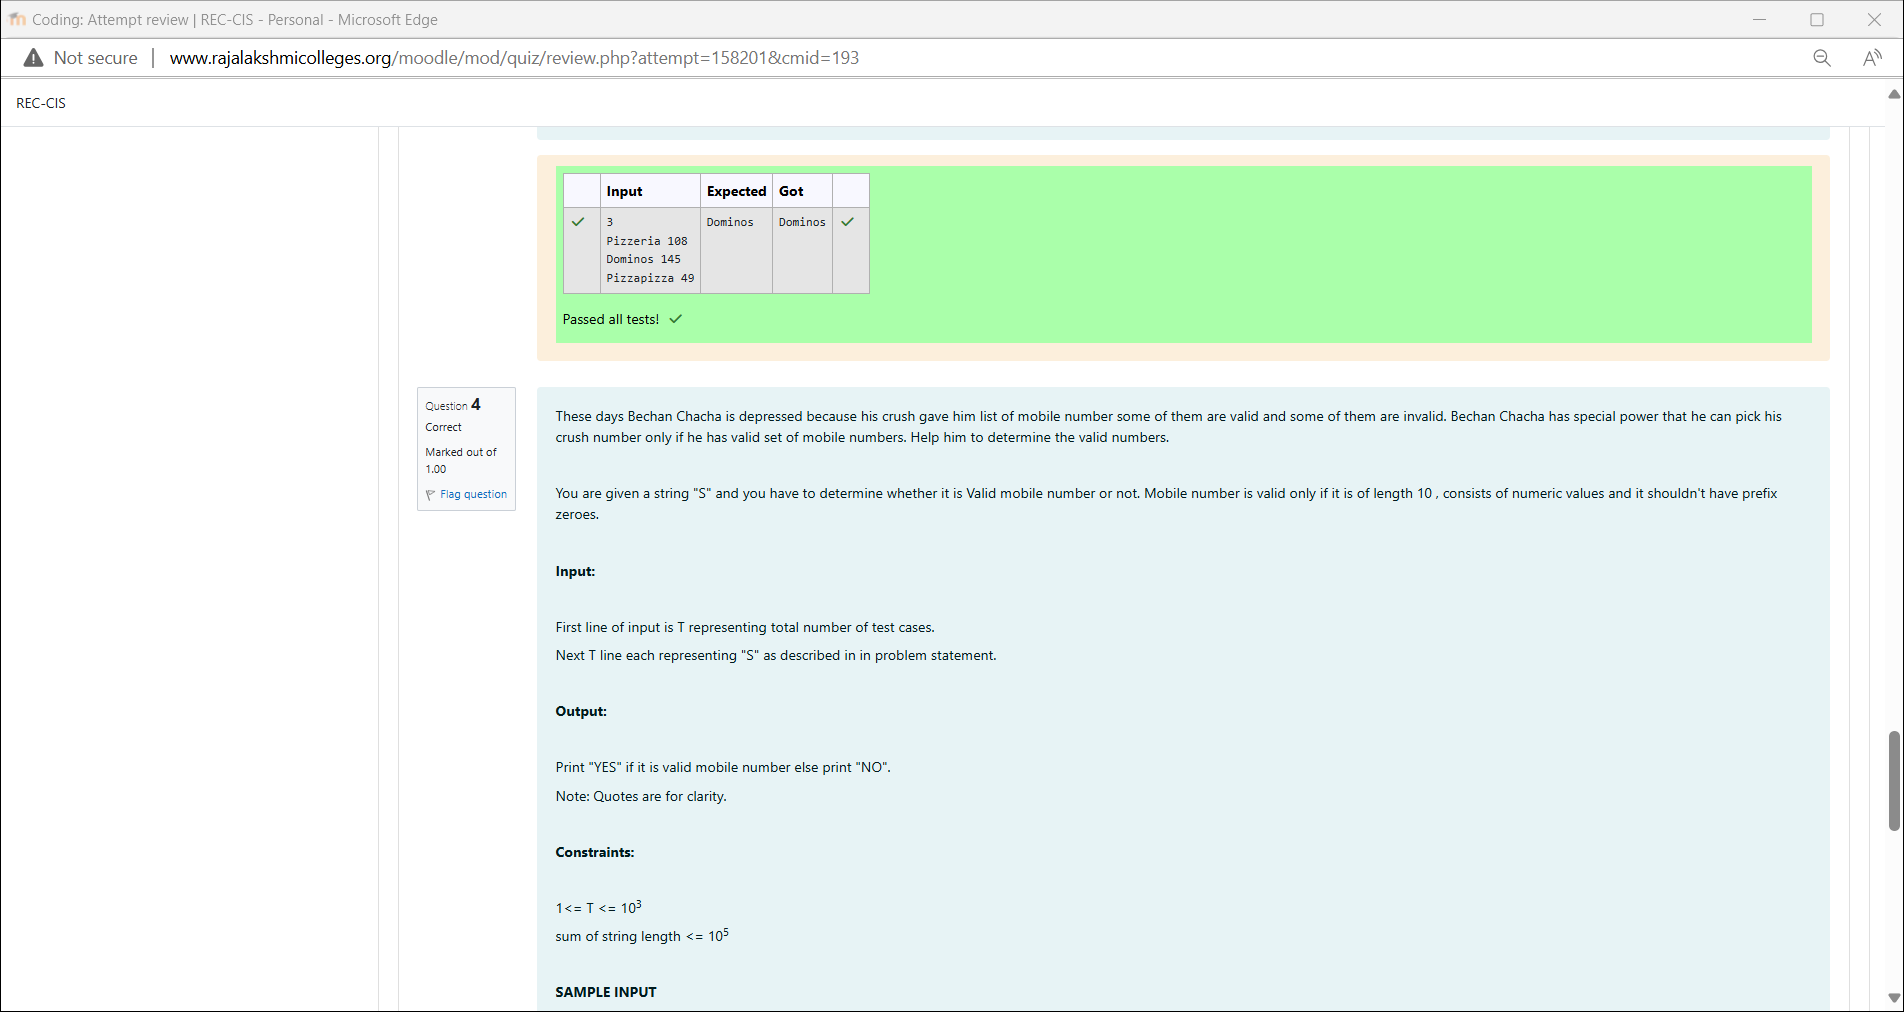 Coding: Attempt review | REC-CIS - Personal - Microsoft Edge
Not secure | www.rajalakshmicolleges.org/moodle/mod/quiz/review.php?attempt=158201&cmid=193
REC-CIS
Input Expected Got
3 Dominos Dominos
Pizzeria 108
Dominos 145
Pizzapizza 49
Passed all tests!
Question 4
Correct
Marked out of
1.00
Flag question
These days Bechan Chacha is depressed because his crush gave him list of mobile number some of them are valid and some of them are invalid. Bechan Chacha has special power that he can pick his
crush number only if he has valid set of mobile numbers. Help him to determine the valid numbers.
You are given a string "S" and you have to determine whether it is Valid mobile number or not. Mobile number is valid only if it is of length 10 , consists of numeric values and it shouldn't have prefix
zeroes.
Input:
First line of input is T representing total number of test cases.
Next T line each representing "S" as described in in problem statement.
Output:
Print "YES" if it is valid mobile number else print "NO".
Note: Quotes are for clarity.
Constraints:
1<= T <= 10³
sum of string length <= 10⁵
SAMPLE INPUT